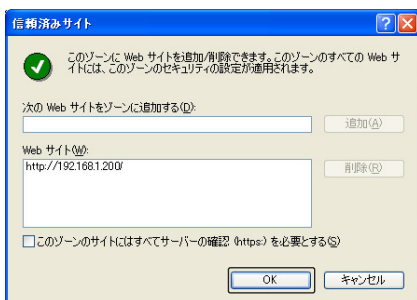 信頼済みサイト
このゾーンに Web サイトを追加/削除できます。このゾーンのすべての Web サ
イトには、このゾーンのセキュリティの設定が適用されます。
次の Web サイトをゾーンに追加する(D):
追加(A)
Web サイト(W):
http://192.168.1.200/
削除(R)
このゾーンのサイトにはすべてサーバーの確認 (https:) を必要とする(S)
OK
キャンセル